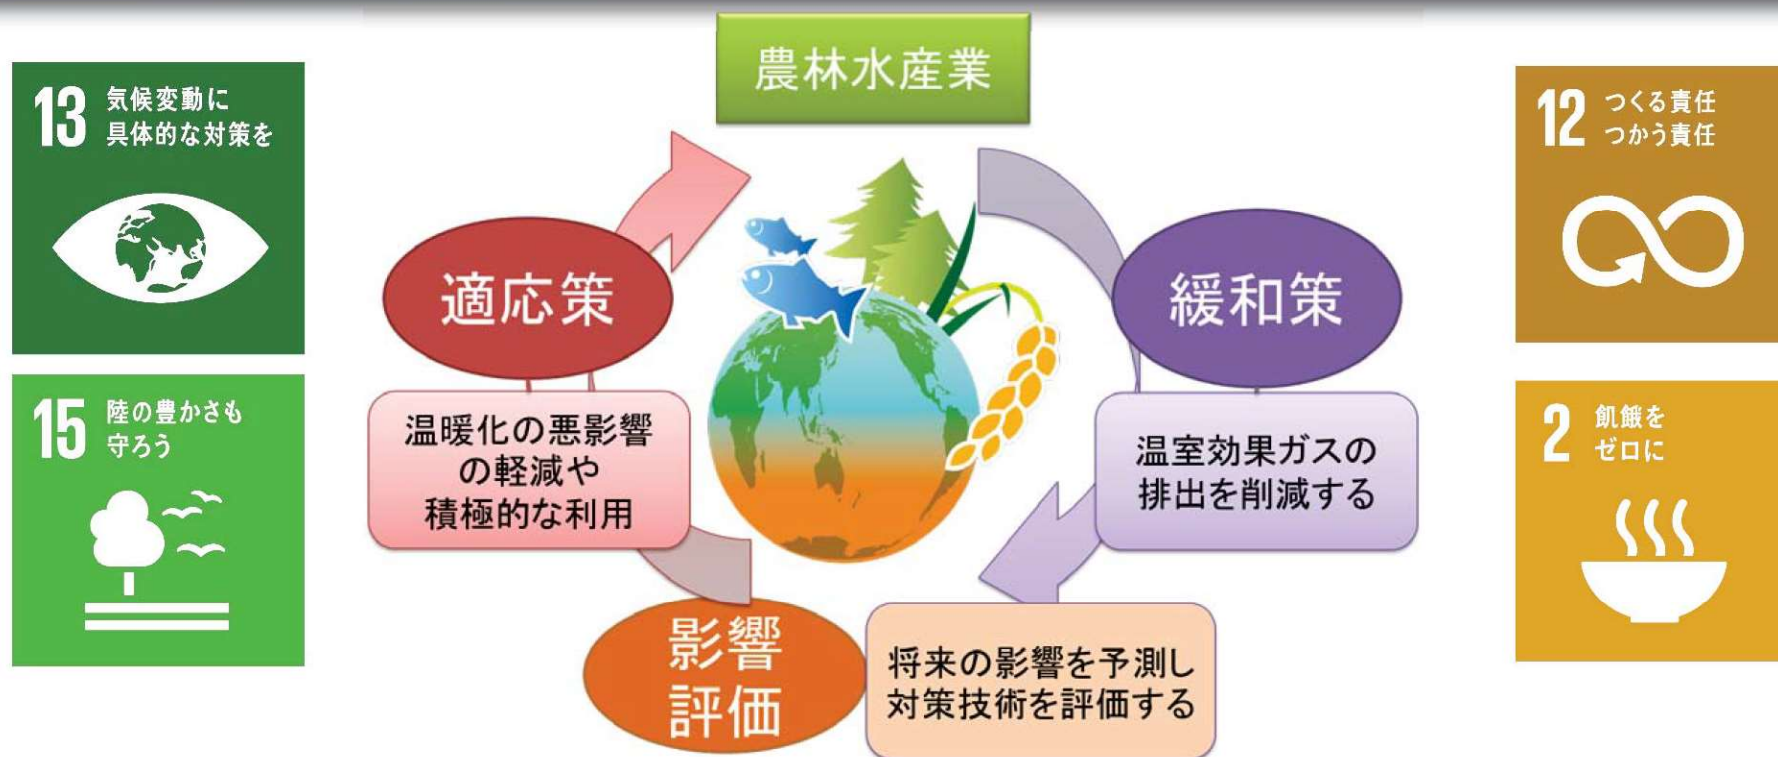 農林水産業
13 気候変動に
具体的な対策を
15 陸の豊かさも
守ろう
適応策
温暖化の悪影響
の軽減や
積極的な利用
緩和策
温室効果ガスの
排出を削減する
影響
評価
将来の影響を予測し
対策技術を評価する
12 つくる責任
つかう責任
2 飢餓を
ゼロに